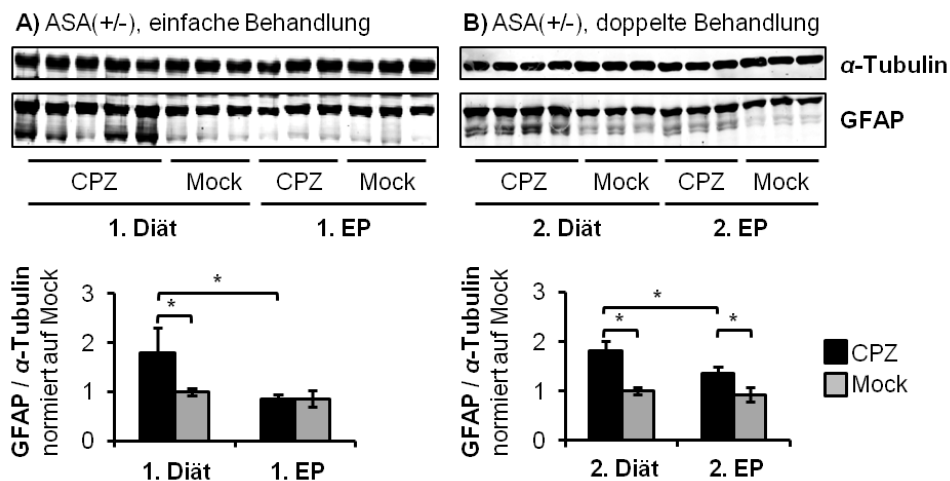 A) ASA(+/-), einfache Behandlung
B) ASA(+/-), doppelte Behandlung
α-Tubulin
GFAP
CPZ Mock CPZ Mock
1. Diät 1. EP
CPZ Mock CPZ Mock
2. Diät 2. EP
GFAP / α-Tubulin
normiert auf Mock
3
2
1
0
*
*
1. Diät 1. EP
GFAP / α-Tubulin
normiert auf Mock
3
2
1
0
*
*
*
2. Diät 2. EP
CPZ
Mock